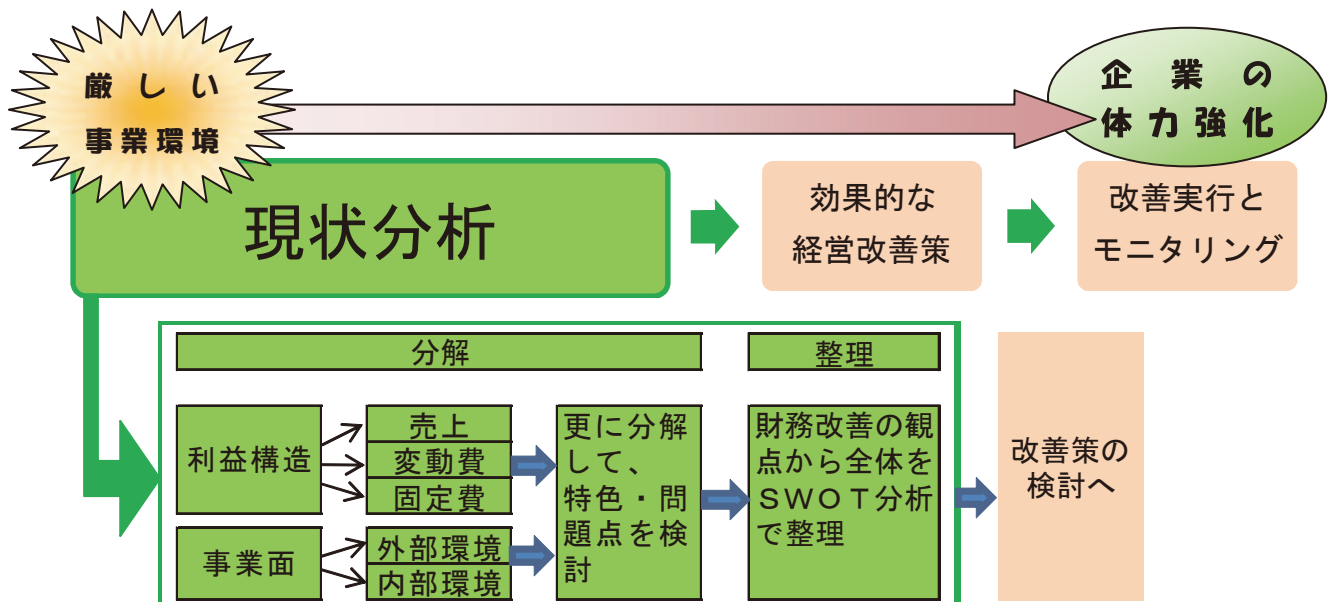 厳しい
事業環境
企業の
体力強化
現状分析
効果的な
経営改善策
改善実行と
モニタリング
分解
整理
利益構造
売上
変動費
固定費
事業面
外部環境
内部環境
更に分解
して、
特色・問
題点を検
討
財務改善の観
点から全体を
ＳＷＯＴ分析
で整理
改善策の
検討へ